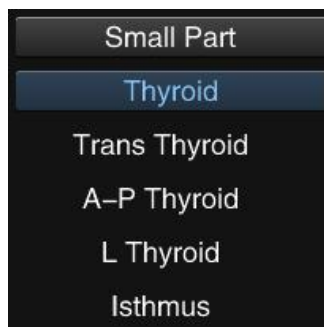 Small Part
Thyroid
Trans Thyroid
A-P Thyroid
L Thyroid
Isthmus